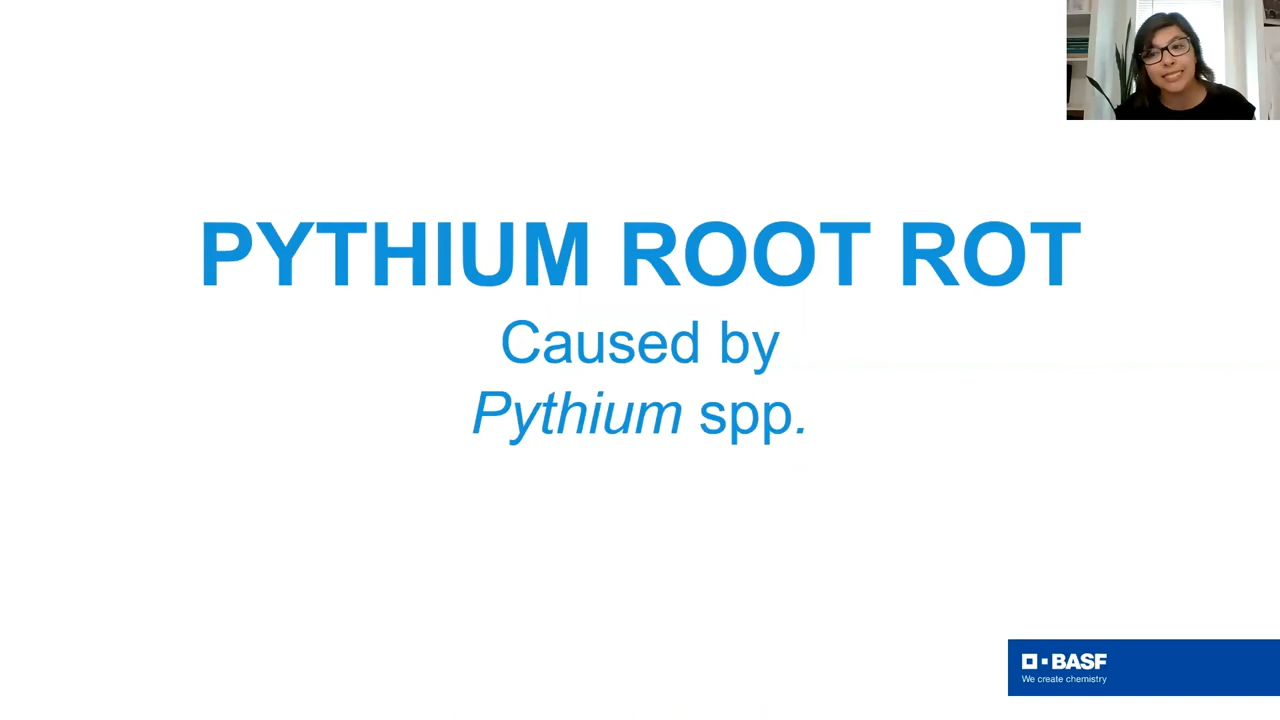 PYTHIUM ROOT ROT
Caused by
Pythium spp.
BASF
We create chemistry